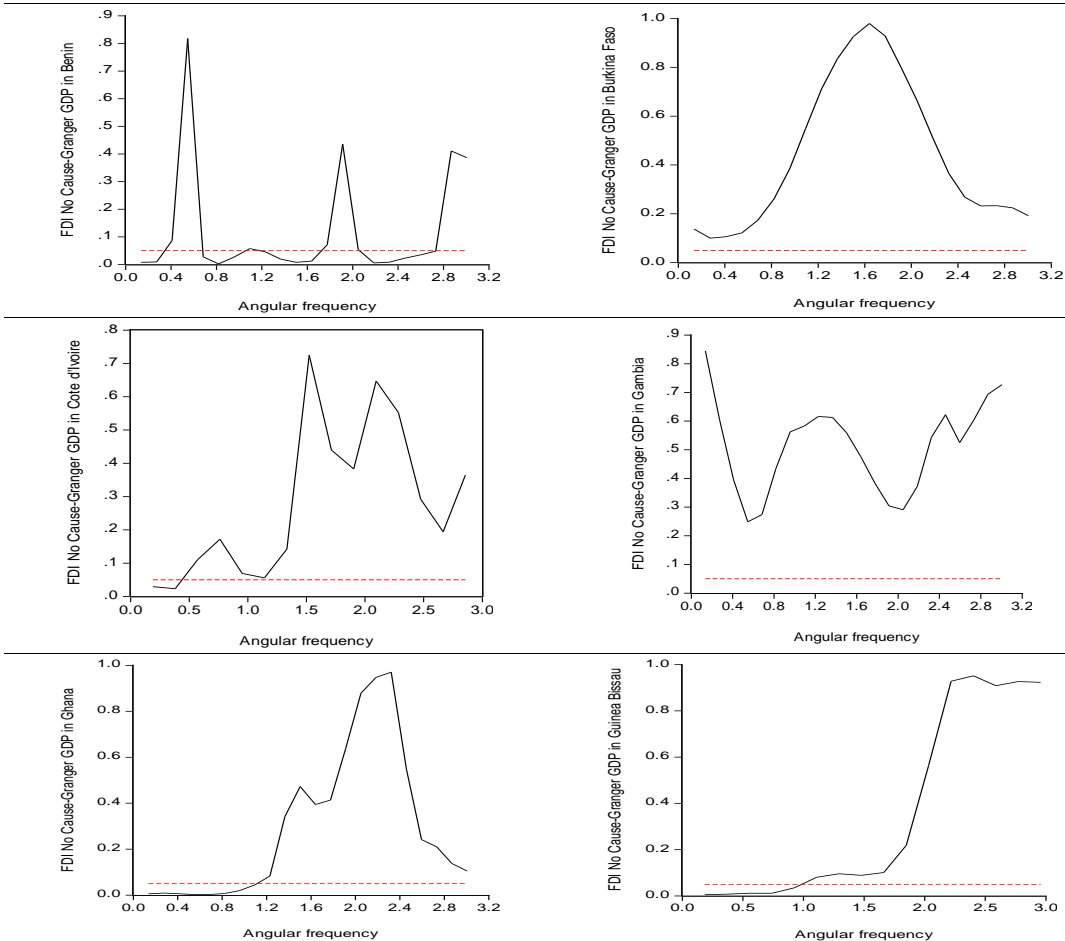 FDI No Cause-Granger GDP in Benin
.9
.8
.7
.6
.5
.4
.3
.2
.1
.0
0.0 0.4 0.8 1.2 1.6 2.0 2.4 2.8 3.2
Angular frequency
FDI No Cause-Granger GDP in Burkina Faso
1.0
0.8
0.6
0.4
0.2
0.0
0.0 0.4 0.8 1.2 1.6 2.0 2.4 2.8 3.2
Angular frequency
FDI No Cause-Granger GDP in Cote d'Ivoire
.8
.7
.6
.5
.4
.3
.2
.1
.0
0.0 0.5 1.0 1.5 2.0 2.5 3.0
Angular frequency
FDI No Cause-Granger GDP in Gambia
.9
.8
.7
.6
.5
.4
.3
.2
.1
.0
0.0 0.4 0.8 1.2 1.6 2.0 2.4 2.8 3.2
Angular frequency
FDI No Cause-Granger GDP in Ghana
1.0
0.8
0.6
0.4
0.2
0.0
0.0 0.4 0.8 1.2 1.6 2.0 2.4 2.8 3.2
Angular frequency
FDI No Cause-Granger GDP in Guinea Bissau
1.0
0.8
0.6
0.4
0.2
0.0
0.0 0.5 1.0 1.5 2.0 2.5 3.0
Angular frequency